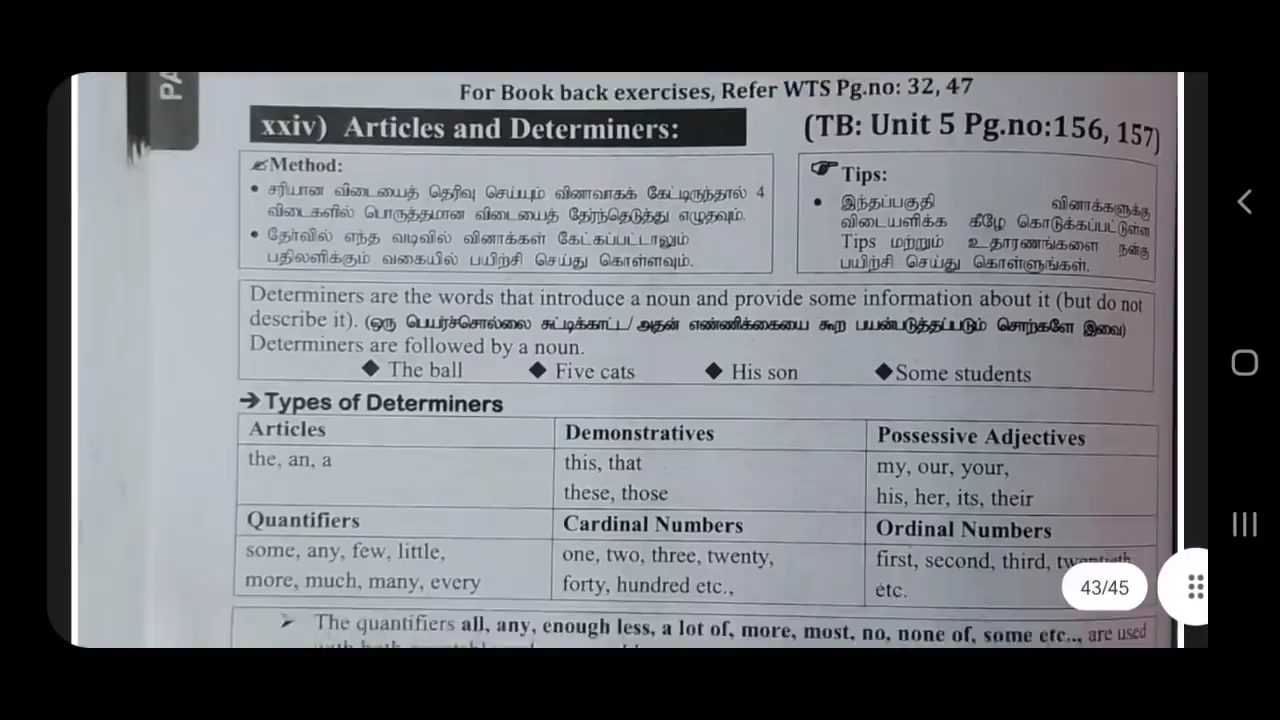 PA
For Book back exercises, Refer WTS Pg.no: 32, 47
xxiv) Articles and Determiners:
(TB: Unit 5 Pg.no:156, 157)
Method:
• சரியான விடையைத் தெரிவு செய்யும் வினாவாகக் கேட்டிருந்தால் 4
விடைகளில் பொருத்தமான விடையைத் தேர்ந்தெடுத்து எழுதவும்.
• தேர்வில் எந்த வடிவில் வினாக்கள் கேட்கப்பட்டாலும்
பதிலளிக்கும் வகையில் பயிற்சி செய்து கொள்ளவும்.
Tips:
• இந்தப்பகுதி வினாக்களுக்கு
விடையளிக்க கீழே கொடுக்கப்பட்டுள்ள
Tips மற்றும் உதாரணங்களை நன்கு
பயிற்சி செய்து கொள்ளுங்கள்.
Determiners are the words that introduce a noun and provide some information about it (but do not
describe it). (ஒரு பெயர்ச்சொல்லை சுட்டிக்காட்ட/ அதன் எண்ணிக்கையை கூற பயன்படுத்தப்படும் சொற்களே இவை)
Determiners are followed by a noun.
◆ The ball ◆ Five cats ◆ His son ◆ Some students
→ Types of Determiners
Articles Demonstratives Possessive Adjectives
the, an, a this, that my, our, your,
these, those his, her, its, their
Quantifiers Cardinal Numbers Ordinal Numbers
some, any, few, little, one, two, three, twenty, first, second, third, twentieth
more, much, many, every forty, hundred etc., etc.
43/45
➢ The quantifiers all, any, enough less, a lot of, more, most, no, none of, some etc.., are used